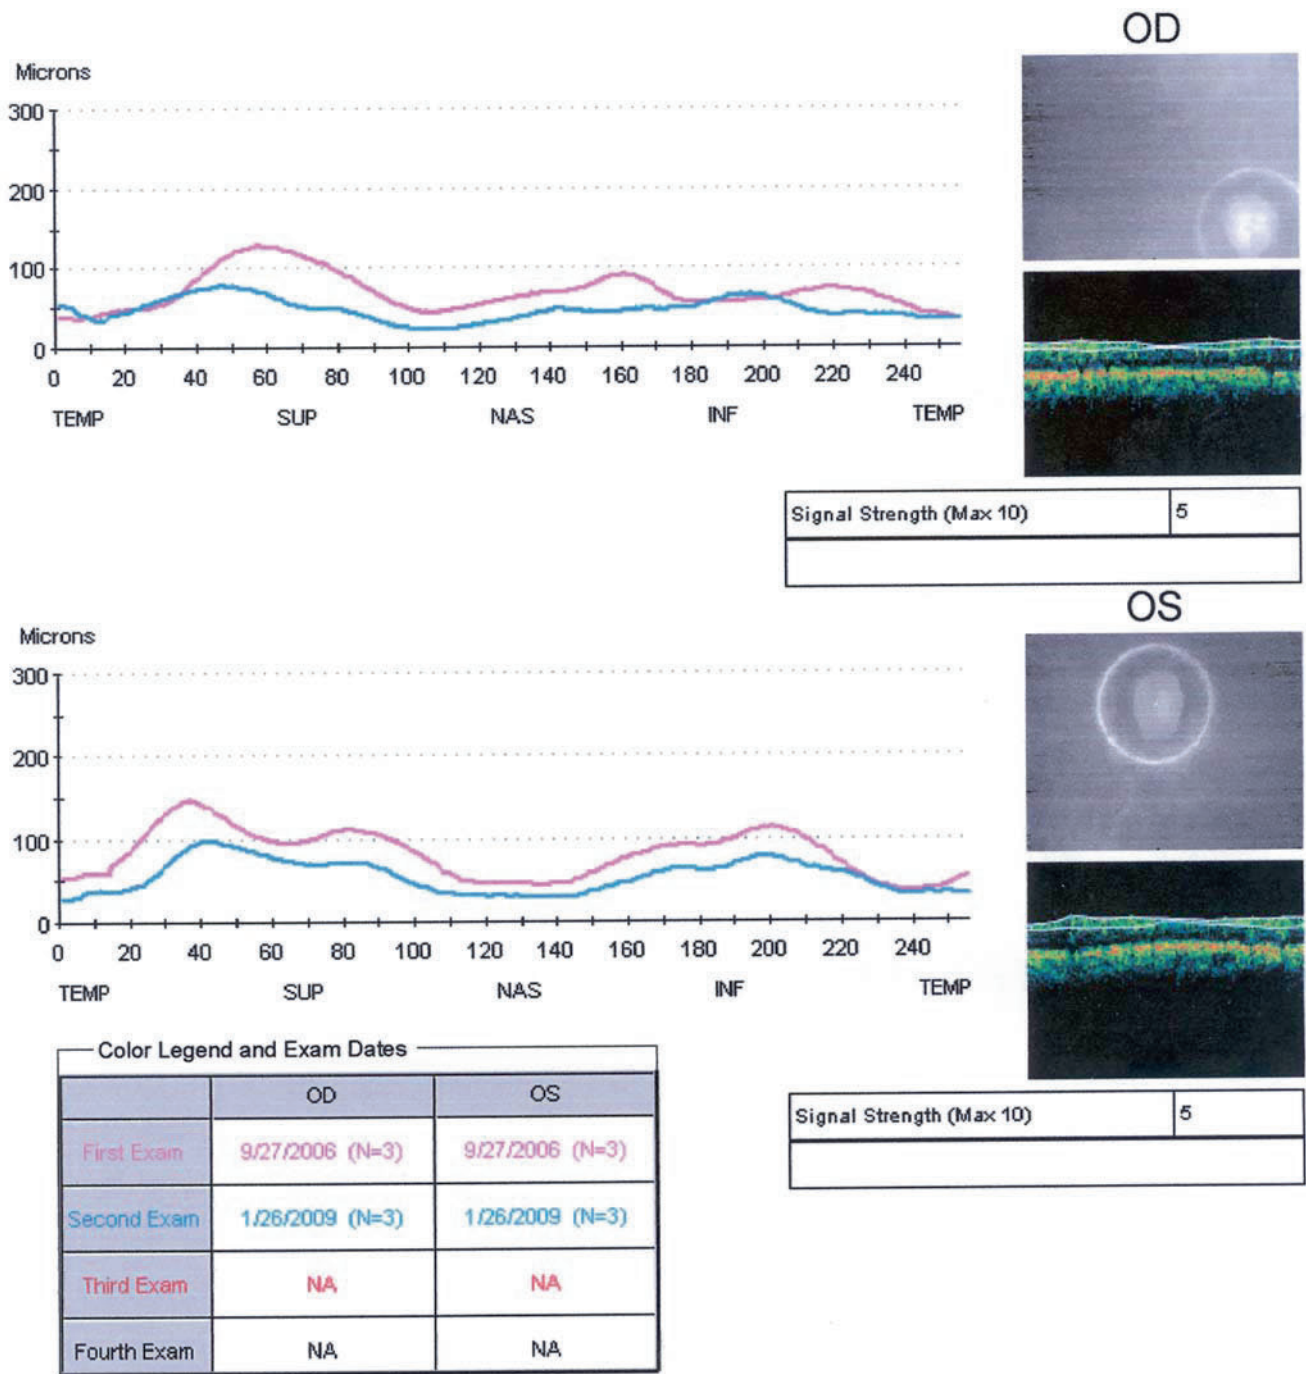 OD
Microns
300
200
100
0
0 20 40 60 80 100 120 140 160 180 200 220 240
TEMP SUP NAS INF TEMP
Signal Strength (Max 10) 5
OS
Microns
300
200
100
0
0 20 40 60 80 100 120 140 160 180 200 220 240
TEMP SUP NAS INF TEMP
Signal Strength (Max 10) 5
Color Legend and Exam Dates
OD OS
First Exam 9/27/2006 (N=3) 9/27/2006 (N=3)
Second Exam 1/26/2009 (N=3) 1/26/2009 (N=3)
Third Exam NA NA
Fourth Exam NA NA